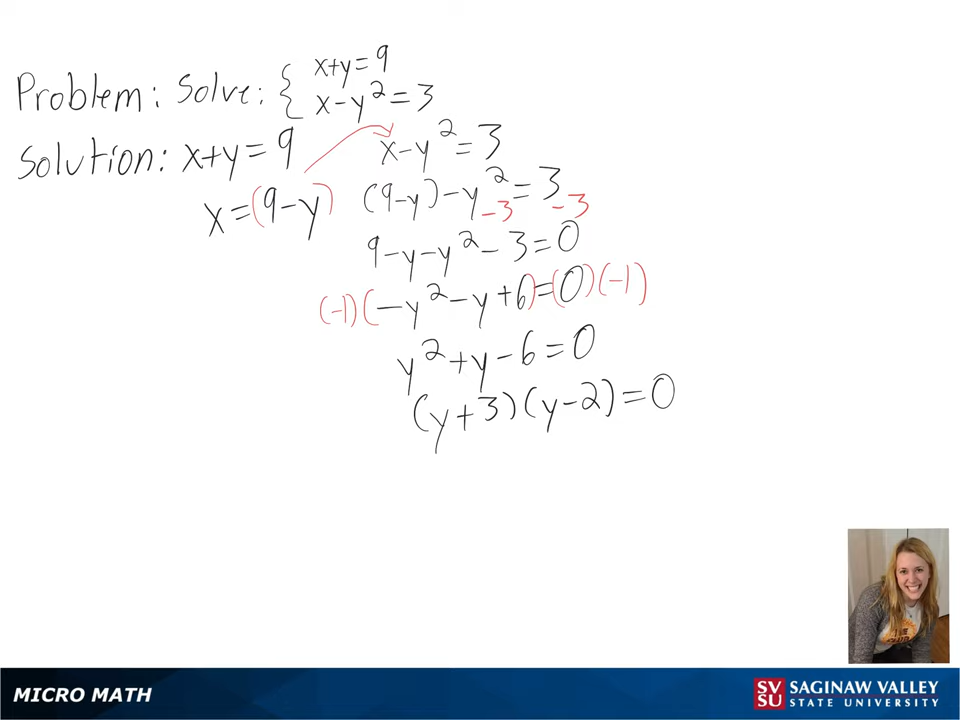 Problem: Solve: { x+y=9
x-y²=3
Solution: x+y=9 x-y²=3
x=(9-y) (9-y)-y²=3
-3 -3
9-y-y²-3=0
(-1)(-y²-y+6)=(0)(-1)
y²+y-6=0
(y+3)(y-2)=0
MICRO MATH
SVSU SAGINAW VALLEY
STATE UNIVERSITY